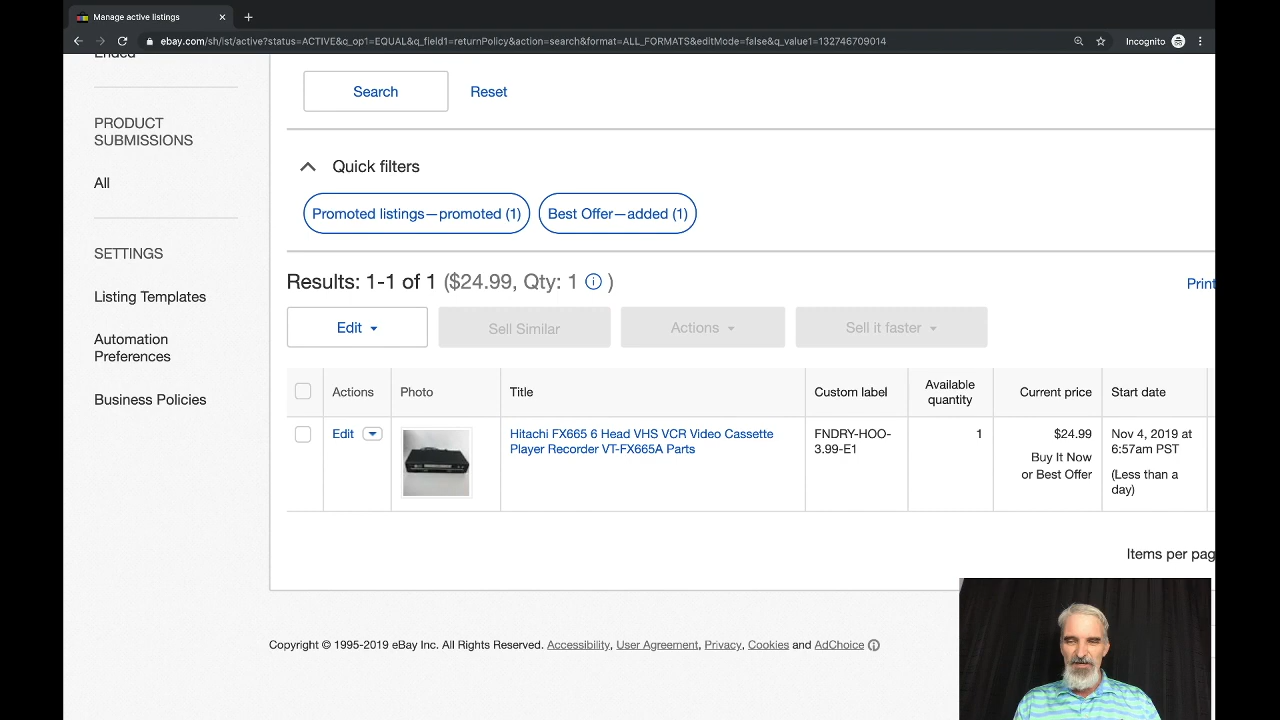 Manage active listings
ebay.com/sh/lst/active?status=ACTIVE&q_op1=EQUAL&q_field1=returnPolicy&action=search&format=ALL_FORMATS&editMode=false&q_value1=132746709014
Incognito
Ended
PRODUCT
SUBMISSIONS
All
SETTINGS
Listing Templates
Automation
Preferences
Business Policies
Search
Reset
Quick filters
Promoted listings—promoted (1)
Best Offer—added (1)
Results: 1-1 of 1 ($24.99, Qty: 1 )
Print
Edit
Sell Similar
Actions
Sell it faster
Actions
Photo
Title
Custom label
Available
quantity
Current price
Start date
Edit
Hitachi FX665 6 Head VHS VCR Video Cassette
Player Recorder VT-FX665A Parts
FNDRY-HOO-
3.99-E1
1
$24.99
Buy It Now
or Best Offer
Nov 4, 2019 at
6:57am PST
(Less than a
day)
Items per pag
Copyright © 1995-2019 eBay Inc. All Rights Reserved. Accessibility, User Agreement, Privacy, Cookies and AdChoice